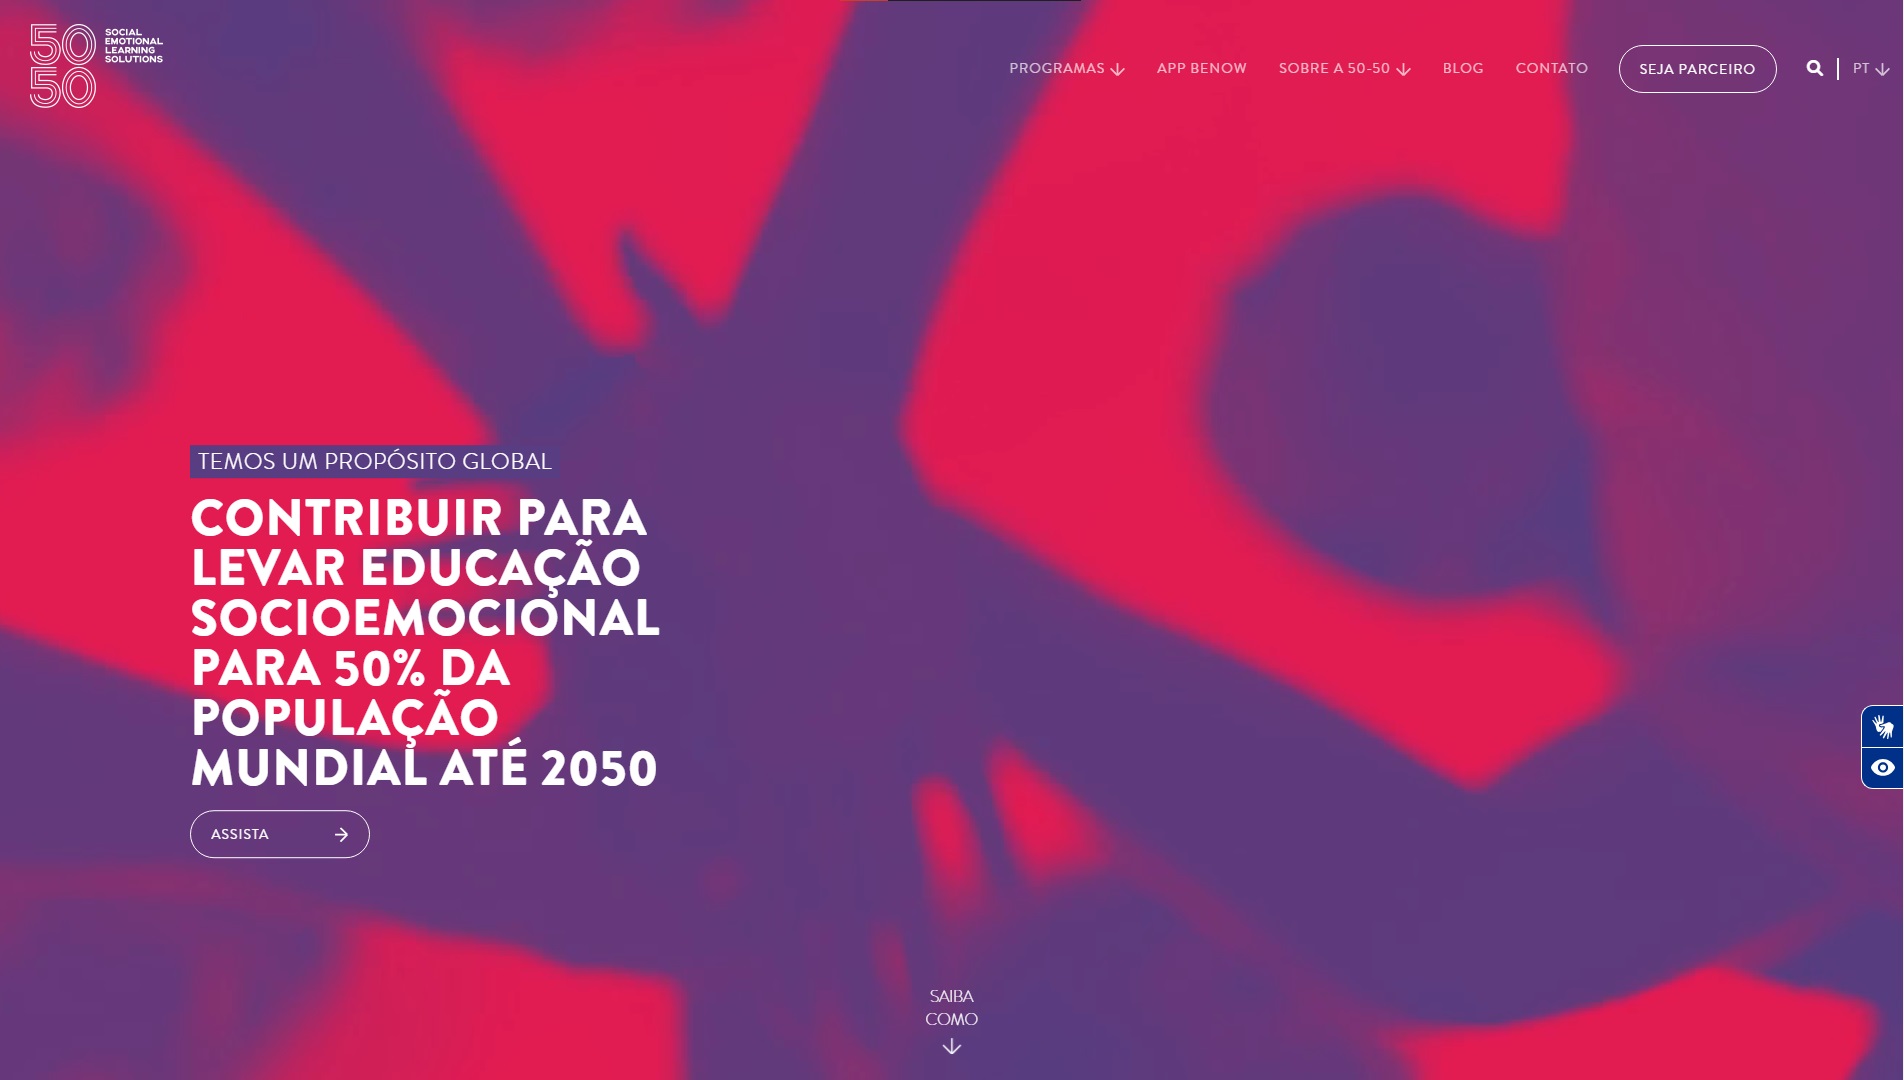 50
50
SOCIAL
EMOTIONAL
LEARNING
SOLUTIONS
PROGRAMAS
APP BENOW
SOBRE A 50-50
BLOG
CONTATO
SEJA PARCEIRO
PT
TEMOS UM PROPÓSITO GLOBAL
CONTRIBUIR PARA
LEVAR EDUCAÇÃO
SOCIOEMOCIONAL
PARA 50% DA
POPULAÇÃO
MUNDIAL ATÉ 2050
ASSISTA
SAIBA
COMO